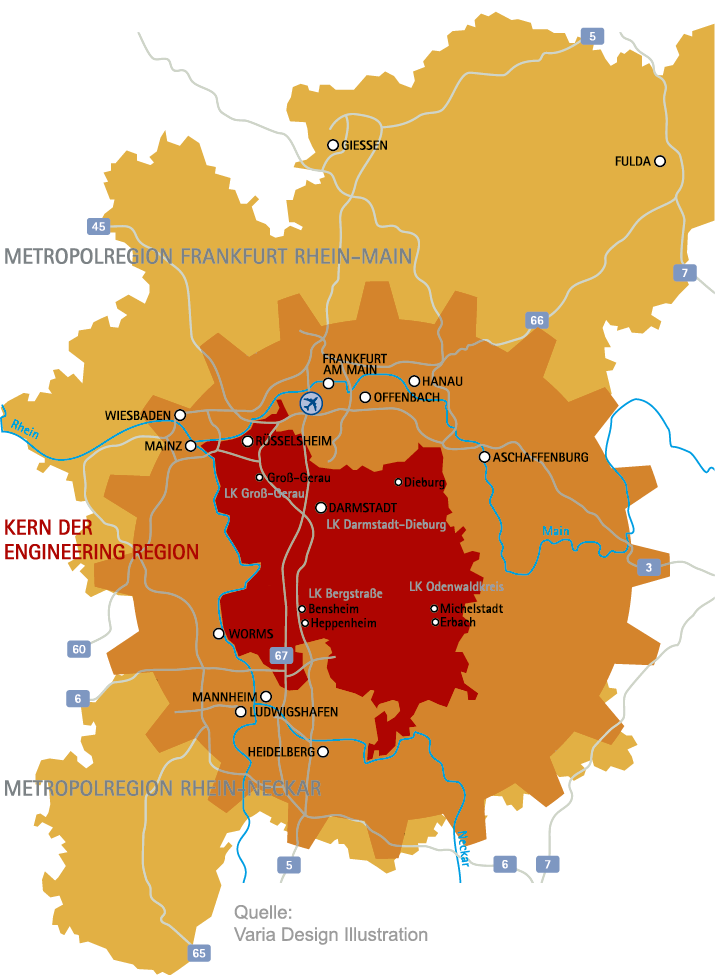 5
GIESSEN
FULDA
45
METROPOLREGION FRANKFURT RHEIN-MAIN
7
66
FRANKFURT
AM MAIN
HANAU
OFFENBACH
WIESBADEN
Rhein
MAINZ
RÜSSELSHEIM
ASCHAFFENBURG
Groß-Gerau
Dieburg
LK Groß-Gerau
DARMSTADT
LK Darmstadt-Dieburg
KERN DER
ENGINEERING REGION
Main
3
LK Bergstraße
LK Odenwaldkreis
Bensheim
Michelstadt
Heppenheim
Erbach
WORMS
60
67
6
MANNHEIM
LUDWIGSHAFEN
HEIDELBERG
METROPOLREGION RHEIN-NECKAR
Neckar
5
6
7
Quelle:
Varia Design Illustration
65